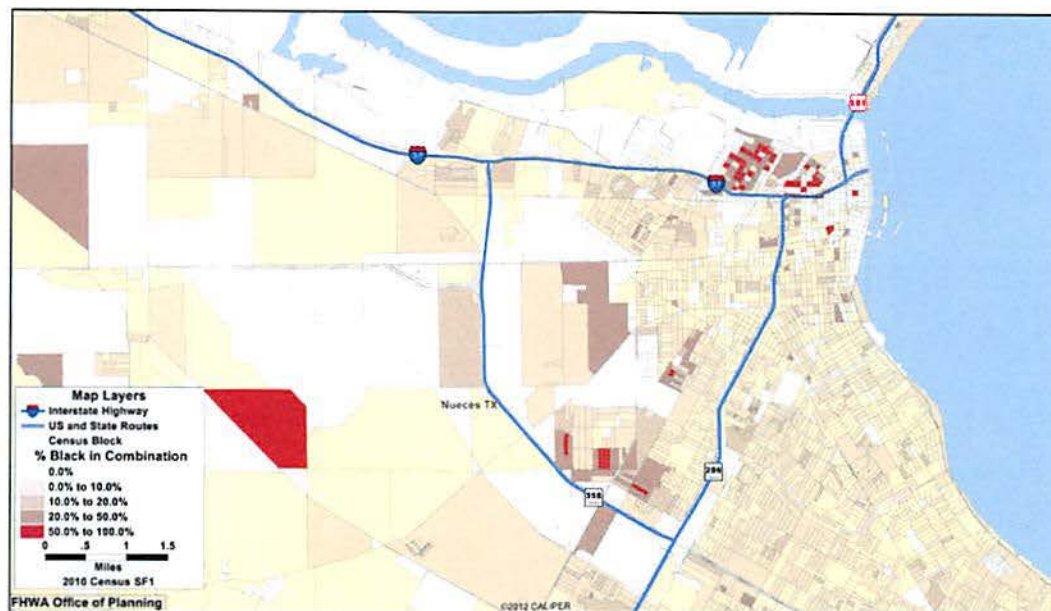 181
37
37
Nueces TX
286
358
Map Layers
Interstate Highway
US and State Routes
Census Block
% Black in Combination
0.0%
0.0% to 10.0%
10.0% to 20.0%
20.0% to 50.0%
50.0% to 100.0%
0 .5 1 1.5
Miles
2010 Census SF1
FHWA Office of Planning
©2012 CALIPER